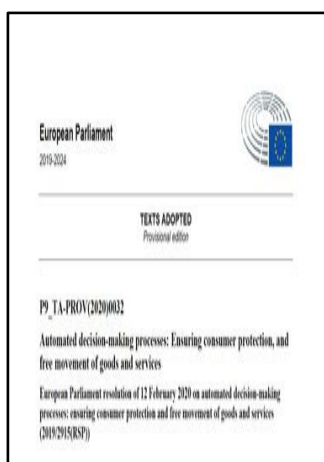 European Parliament
2019-2024
TEXTS ADOPTED
Provisional edition
P9_TA-PROV(2020)0032
Automated decision-making processes: Ensuring consumer protection, and
free movement of goods and services
European Parliament resolution of 12 February 2020 on automated decision-making
processes: ensuring consumer protection and free movement of goods and services
(2019/2915(RSP))